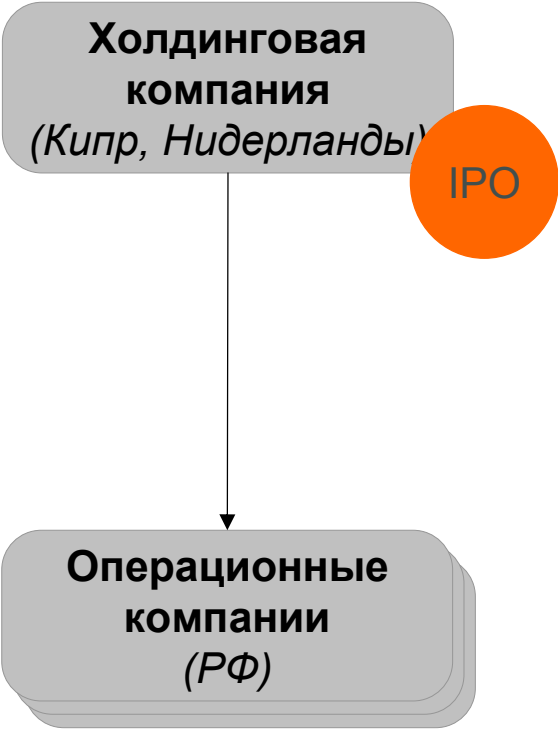 Холдинговая
компания
(Кипр, Нидерланды)
IPO
Операционные
компании
(РФ)